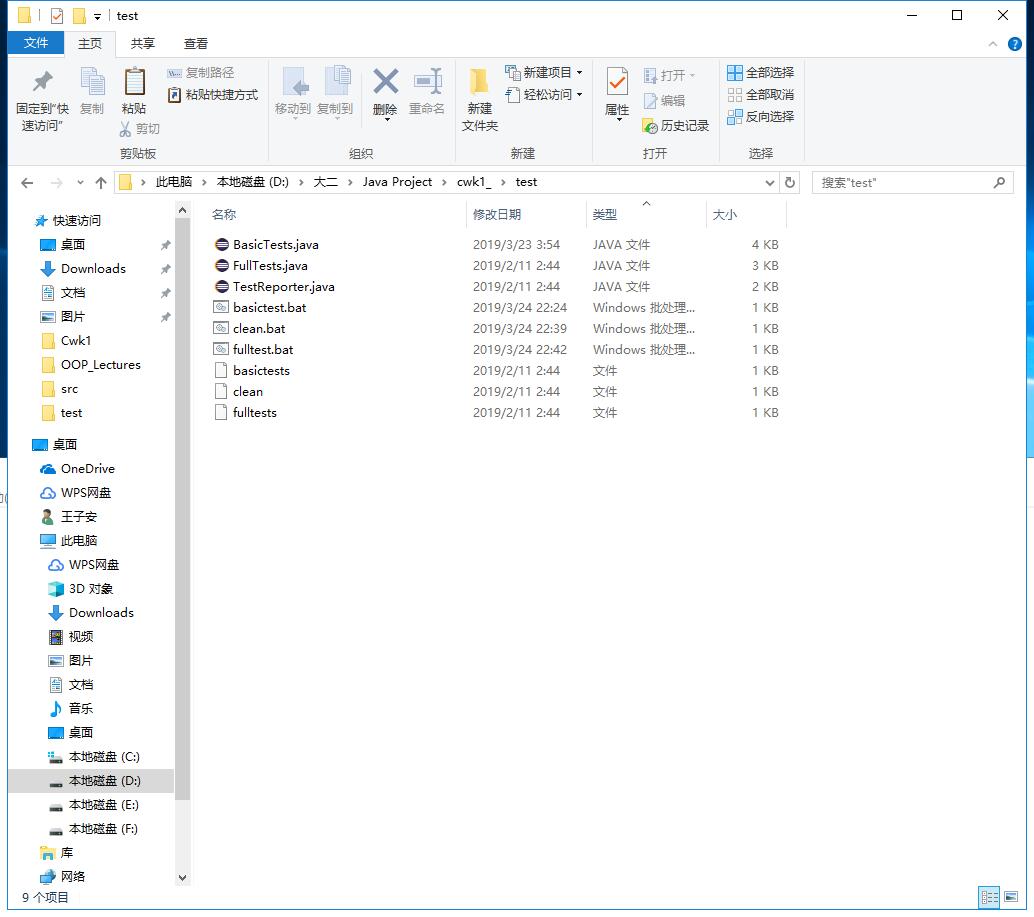 test
文件 主页 共享 查看
固定到"快速访问"
复制
粘贴
复制路径
粘贴快捷方式
剪切
剪贴板
移动到
复制到
删除
重命名
组织
新建文件夹
新建项目
轻松访问
新建
属性
打开
编辑
历史记录
打开
全部选择
全部取消
反向选择
选择
此电脑 › 本地磁盘 (D:) › 大二 › Java Project › cwk1_ › test
搜索"test"
名称 修改日期 类型 大小
BasicTests.java 2019/3/23 3:54 JAVA 文件 4 KB
FullTests.java 2019/2/11 2:44 JAVA 文件 3 KB
TestReporter.java 2019/2/11 2:44 JAVA 文件 2 KB
basictest.bat 2019/3/24 22:24 Windows 批处理... 1 KB
clean.bat 2019/3/24 22:39 Windows 批处理... 1 KB
fulltest.bat 2019/3/24 22:42 Windows 批处理... 1 KB
basictests 2019/2/11 2:44 文件 1 KB
clean 2019/2/11 2:44 文件 1 KB
fulltests 2019/2/11 2:44 文件 1 KB
快速访问
桌面
Downloads
文档
图片
Cwk1
OOP_Lectures
src
test
桌面
OneDrive
WPS网盘
王子安
此电脑
WPS网盘
3D 对象
Downloads
视频
图片
文档
音乐
桌面
本地磁盘 (C:)
本地磁盘 (D:)
本地磁盘 (E:)
本地磁盘 (F:)
库
网络
9 个项目